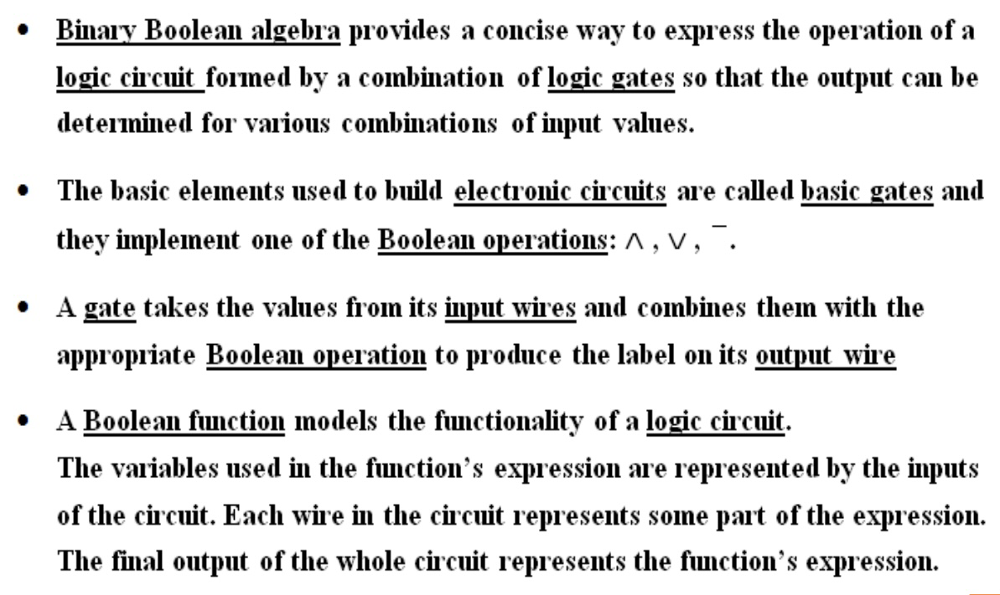 • Binary Boolean algebra provides a concise way to express the operation of a
logic circuit formed by a combination of logic gates so that the output can be
determined for various combinations of input values.
• The basic elements used to build electronic circuits are called basic gates and
they implement one of the Boolean operations: ∧ , ∨ , ¯ .
• A gate takes the values from its input wires and combines them with the
appropriate Boolean operation to produce the label on its output wire
• A Boolean function models the functionality of a logic circuit.
The variables used in the function’s expression are represented by the inputs
of the circuit. Each wire in the circuit represents some part of the expression.
The final output of the whole circuit represents the function’s expression.